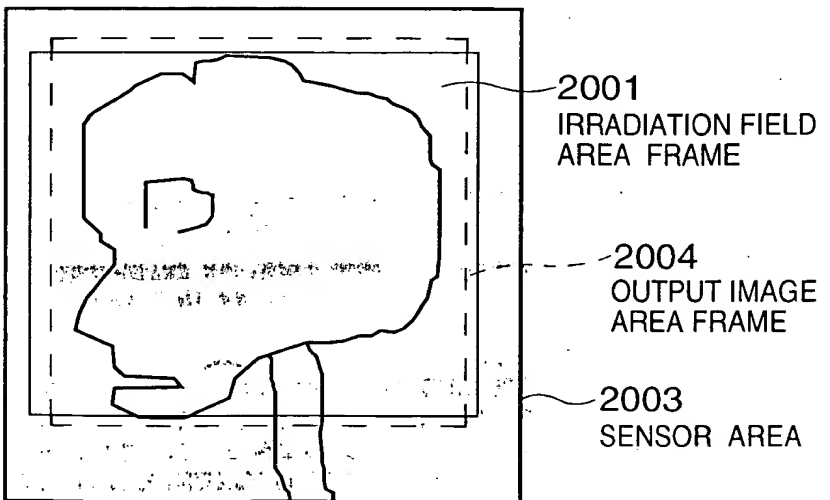 2001
IRRADIATION FIELD
AREA FRAME
2004
OUTPUT IMAGE
AREA FRAME
2003
SENSOR AREA